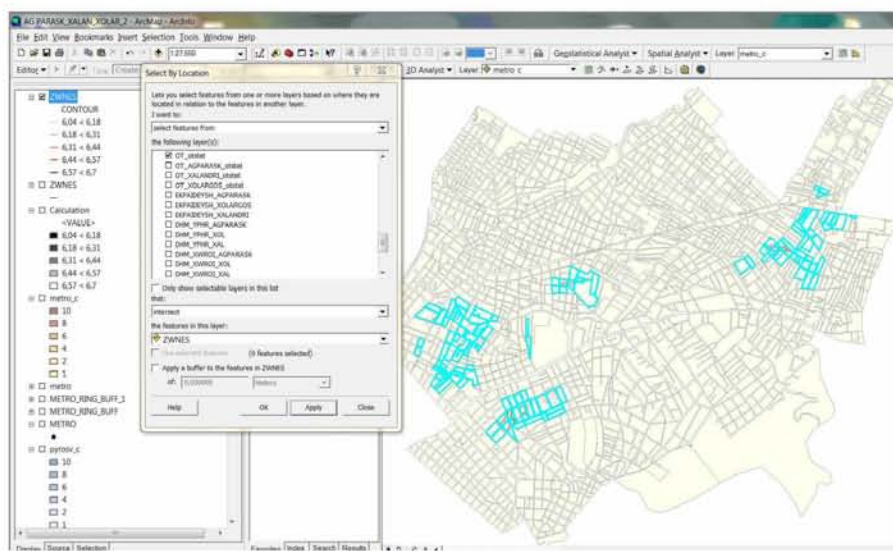 AG PARASK_XALAN_XOLAR_2 - ArcMap - ArcInfo
File Edit View Bookmarks Insert Selection Tools Window Help
1:27.550
Geostatistical Analyst
Spatial Analyst
Layer: metro_c
Editor
3D Analyst
Layer: metro c
Select By Location
Lets you select features from one or more layers based on where they are
located in relation to the features in another layer.
I want to:
select features from
the following layer(s):
OT_otstat
OT_AGPARASK_otstat
OT_XALANDRI_otstat
OT_XOLARGOS_otstat
EKPAIDEYSH_AGPARASK
EKPAIDEYSH_XOLARGOS
EKPAIDEYSH_XALANDRI
DHM_YPHR_AGPARASK
DHM_YPHR_XOL
DHM_YPHR_XAL
DHM_XWROI_AGPARASK
DHM_XWROI_XOL
DHM_XWROI_XAL
Only show selectable layers in this list
that:
intersect
the features in this layer:
ZWNES
Use selected features
(0 features selected)
Apply a buffer to the features in ZWNES
of: 0,000000 Meters
Help OK Apply Close
ZWNES
CONTOUR
6,04 < 6,18
6,18 < 6,31
6,31 < 6,44
6,44 < 6,57
6,57 < 6,7
ZWNES
Calculation
<VALUE>
6,04 < 6,18
6,18 < 6,31
6,31 < 6,44
6,44 < 6,57
6,57 < 6,7
metro_c
10
8
6
4
2
1
metro
METRO_RING_BUFF_1
METRO_RING_BUFF
METRO
pyrosv_c
10
8
6
4
2
1
Display Source Selection
Favorites Index Search Results